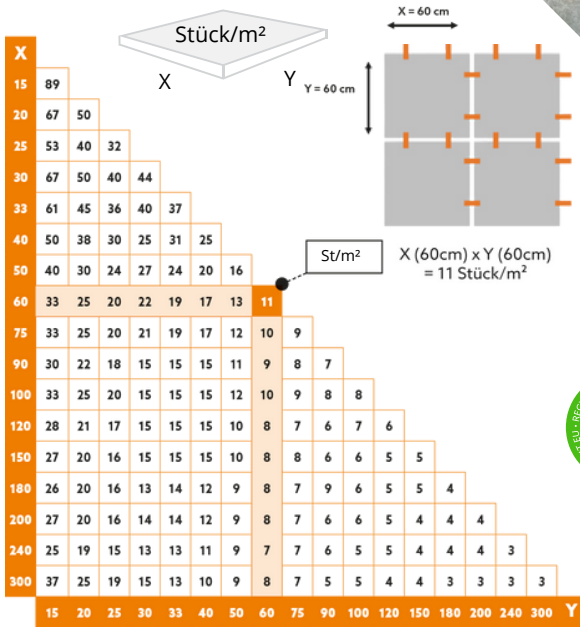 Stück/m²
X
Y
X = 60 cm
Y = 60 cm
X (60cm) x Y (60cm)
= 11 Stück/m²
St/m²
X
15 89
20 67 50
25 53 40 32
30 67 50 40 44
33 61 45 36 40 37
40 50 38 30 25 31 25
50 40 30 24 27 24 20 16
60 33 25 20 22 19 17 13 11
75 33 25 20 21 19 17 12 10 9
90 30 22 18 15 15 15 11 9 8 7
100 33 25 20 15 15 15 12 10 9 8 8
120 28 21 17 15 15 15 10 8 7 6 7 6
150 27 20 16 15 15 15 10 8 8 6 6 5 5
180 26 20 16 13 14 12 9 8 7 9 6 5 5 4
200 27 20 16 14 14 12 9 8 7 6 6 5 4 4 4
240 25 19 15 13 13 11 9 7 7 6 5 5 4 4 4 3
300 37 25 19 15 13 10 9 8 7 5 5 4 4 3 3 3 3
15 20 25 30 33 40 50 60 75 90 100 120 150 180 200 240 300 Y